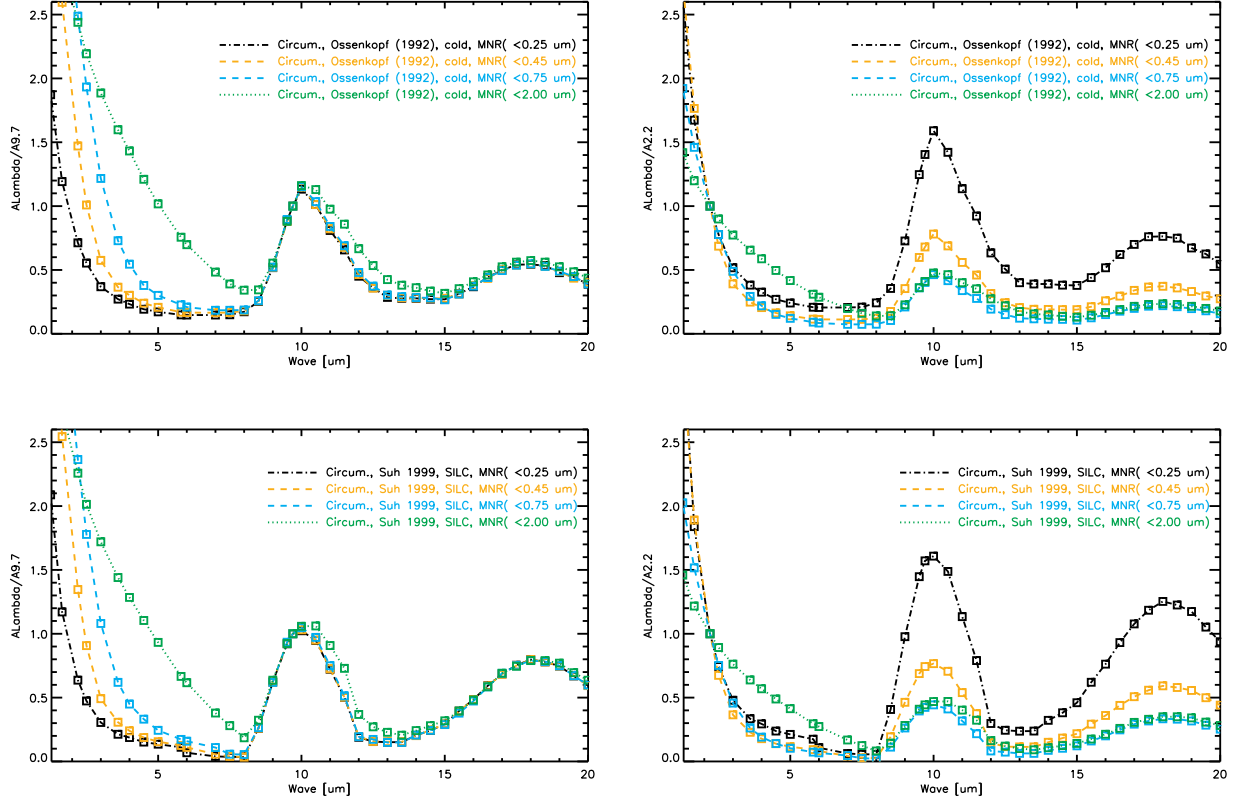 2.5
2.0
1.5
1.0
0.5
0.0
ALambda/A9.7
Circum., Ossenkopf (1992), cold, MNR( <0.25 um)
Circum., Ossenkopf (1992), cold, MNR( <0.45 um)
Circum., Ossenkopf (1992), cold, MNR( <0.75 um)
Circum., Ossenkopf (1992), cold, MNR( <2.00 um)
5 10 15 20
Wave [um]
2.5
2.0
1.5
1.0
0.5
0.0
ALambda/A2.2
Circum., Ossenkopf (1992), cold, MNR( <0.25 um)
Circum., Ossenkopf (1992), cold, MNR( <0.45 um)
Circum., Ossenkopf (1992), cold, MNR( <0.75 um)
Circum., Ossenkopf (1992), cold, MNR( <2.00 um)
5 10 15 20
Wave [um]
2.5
2.0
1.5
1.0
0.5
0.0
ALambda/A9.7
Circum., Suh 1999, SILC, MNR( <0.25 um)
Circum., Suh 1999, SILC, MNR( <0.45 um)
Circum., Suh 1999, SILC, MNR( <0.75 um)
Circum., Suh 1999, SILC, MNR( <2.00 um)
5 10 15 20
Wave [um]
2.5
2.0
1.5
1.0
0.5
0.0
ALambda/A2.2
Circum., Suh 1999, SILC, MNR( <0.25 um)
Circum., Suh 1999, SILC, MNR( <0.45 um)
Circum., Suh 1999, SILC, MNR( <0.75 um)
Circum., Suh 1999, SILC, MNR( <2.00 um)
5 10 15 20
Wave [um]